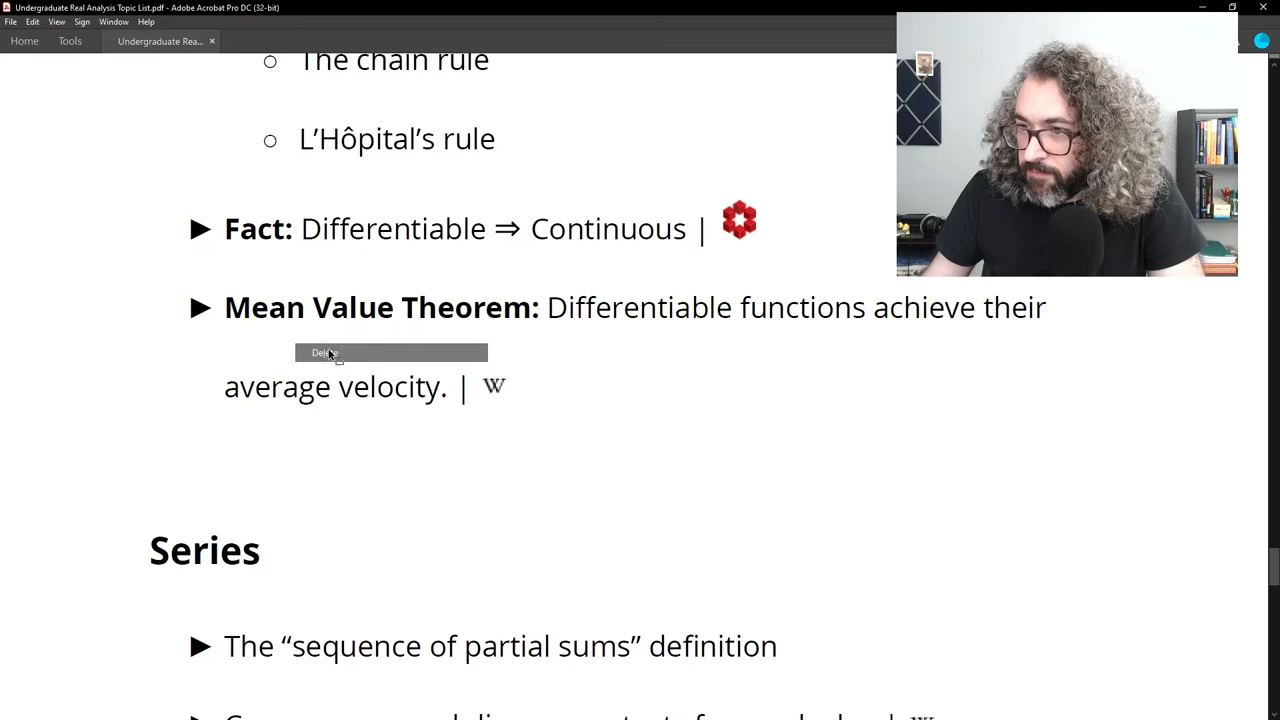 Undergraduate Real Analysis Topic List.pdf - Adobe Acrobat Pro DC (32-bit)
File Edit View Sign Window Help
Home Tools Undergraduate Rea... ×
○ The chain rule
○ L’Hôpital’s rule
► Fact: Differentiable ⇒ Continuous |
► Mean Value Theorem: Differentiable functions achieve their
Delete
average velocity. | W
Series
► The “sequence of partial sums” definition